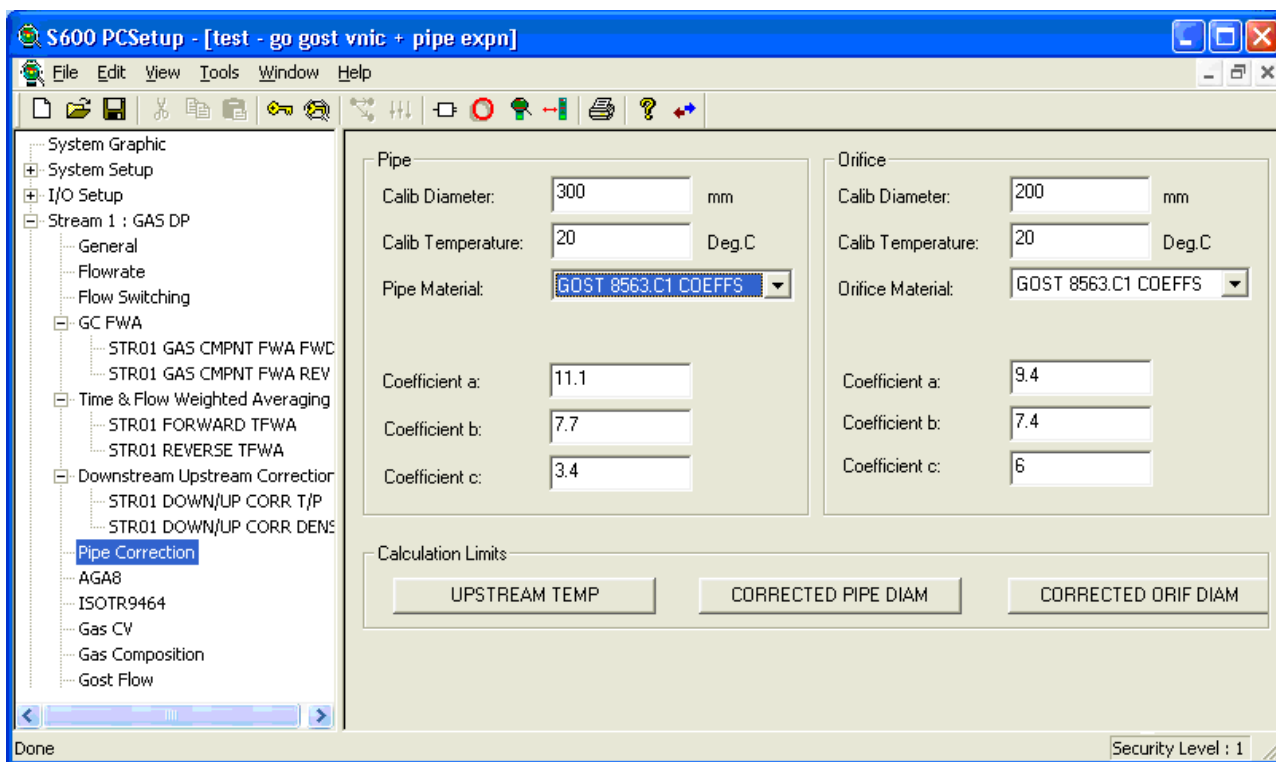 S600 PCSetup - [test - go gost vnic + pipe expn]
File Edit View Tools Window Help
System Graphic
System Setup
I/O Setup
Stream 1 : GAS DP
General
Flowrate
Flow Switching
GC FWA
STR01 GAS CMPNT FWA FWD
STR01 GAS CMPNT FWA REV
Time & Flow Weighted Averaging
STR01 FORWARD TFWA
STR01 REVERSE TFWA
Downstream Upstream Correction
STR01 DOWN/UP CORR T/P
STR01 DOWN/UP CORR DENS
Pipe Correction
AGA8
ISOTR9464
Gas CV
Gas Composition
Gost Flow
Pipe
Calib Diameter: 300 mm
Calib Temperature: 20 Deg.C
Pipe Material: GOST 8563.C1 COEFFS
Coefficient a: 11.1
Coefficient b: 7.7
Coefficient c: 3.4
Orifice
Calib Diameter: 200 mm
Calib Temperature: 20 Deg.C
Orifice Material: GOST 8563.C1 COEFFS
Coefficient a: 9.4
Coefficient b: 7.4
Coefficient c: 6
Calculation Limits
UPSTREAM TEMP CORRECTED PIPE DIAM CORRECTED ORIF DIAM
Done Security Level : 1